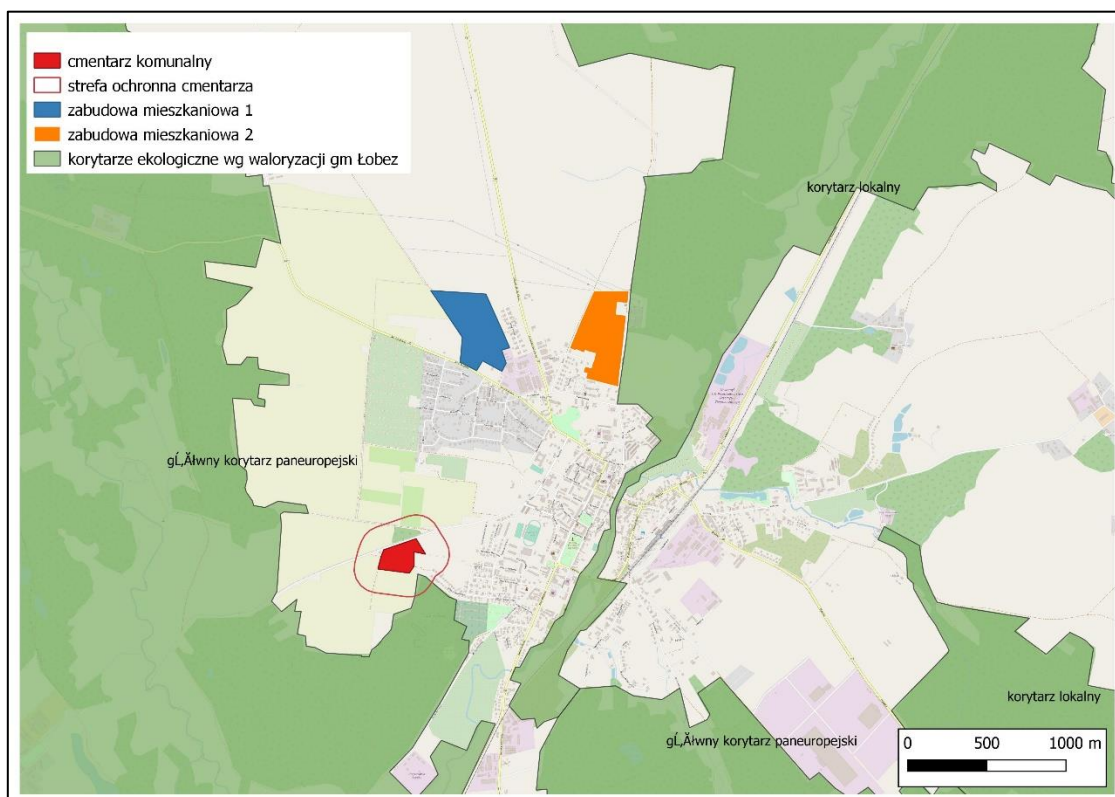 cmentarz komunalny
strefa ochronna cmentarza
zabudowa mieszkaniowa 1
zabudowa mieszkaniowa 2
korytarze ekologiczne wg waloryzacji gm Łobez
korytarz lokalny
gĹ‚Ăłwny korytarz paneuropejski
korytarz lokalny
gĹ‚Ăłwny korytarz paneuropejski
0 500 1000 m